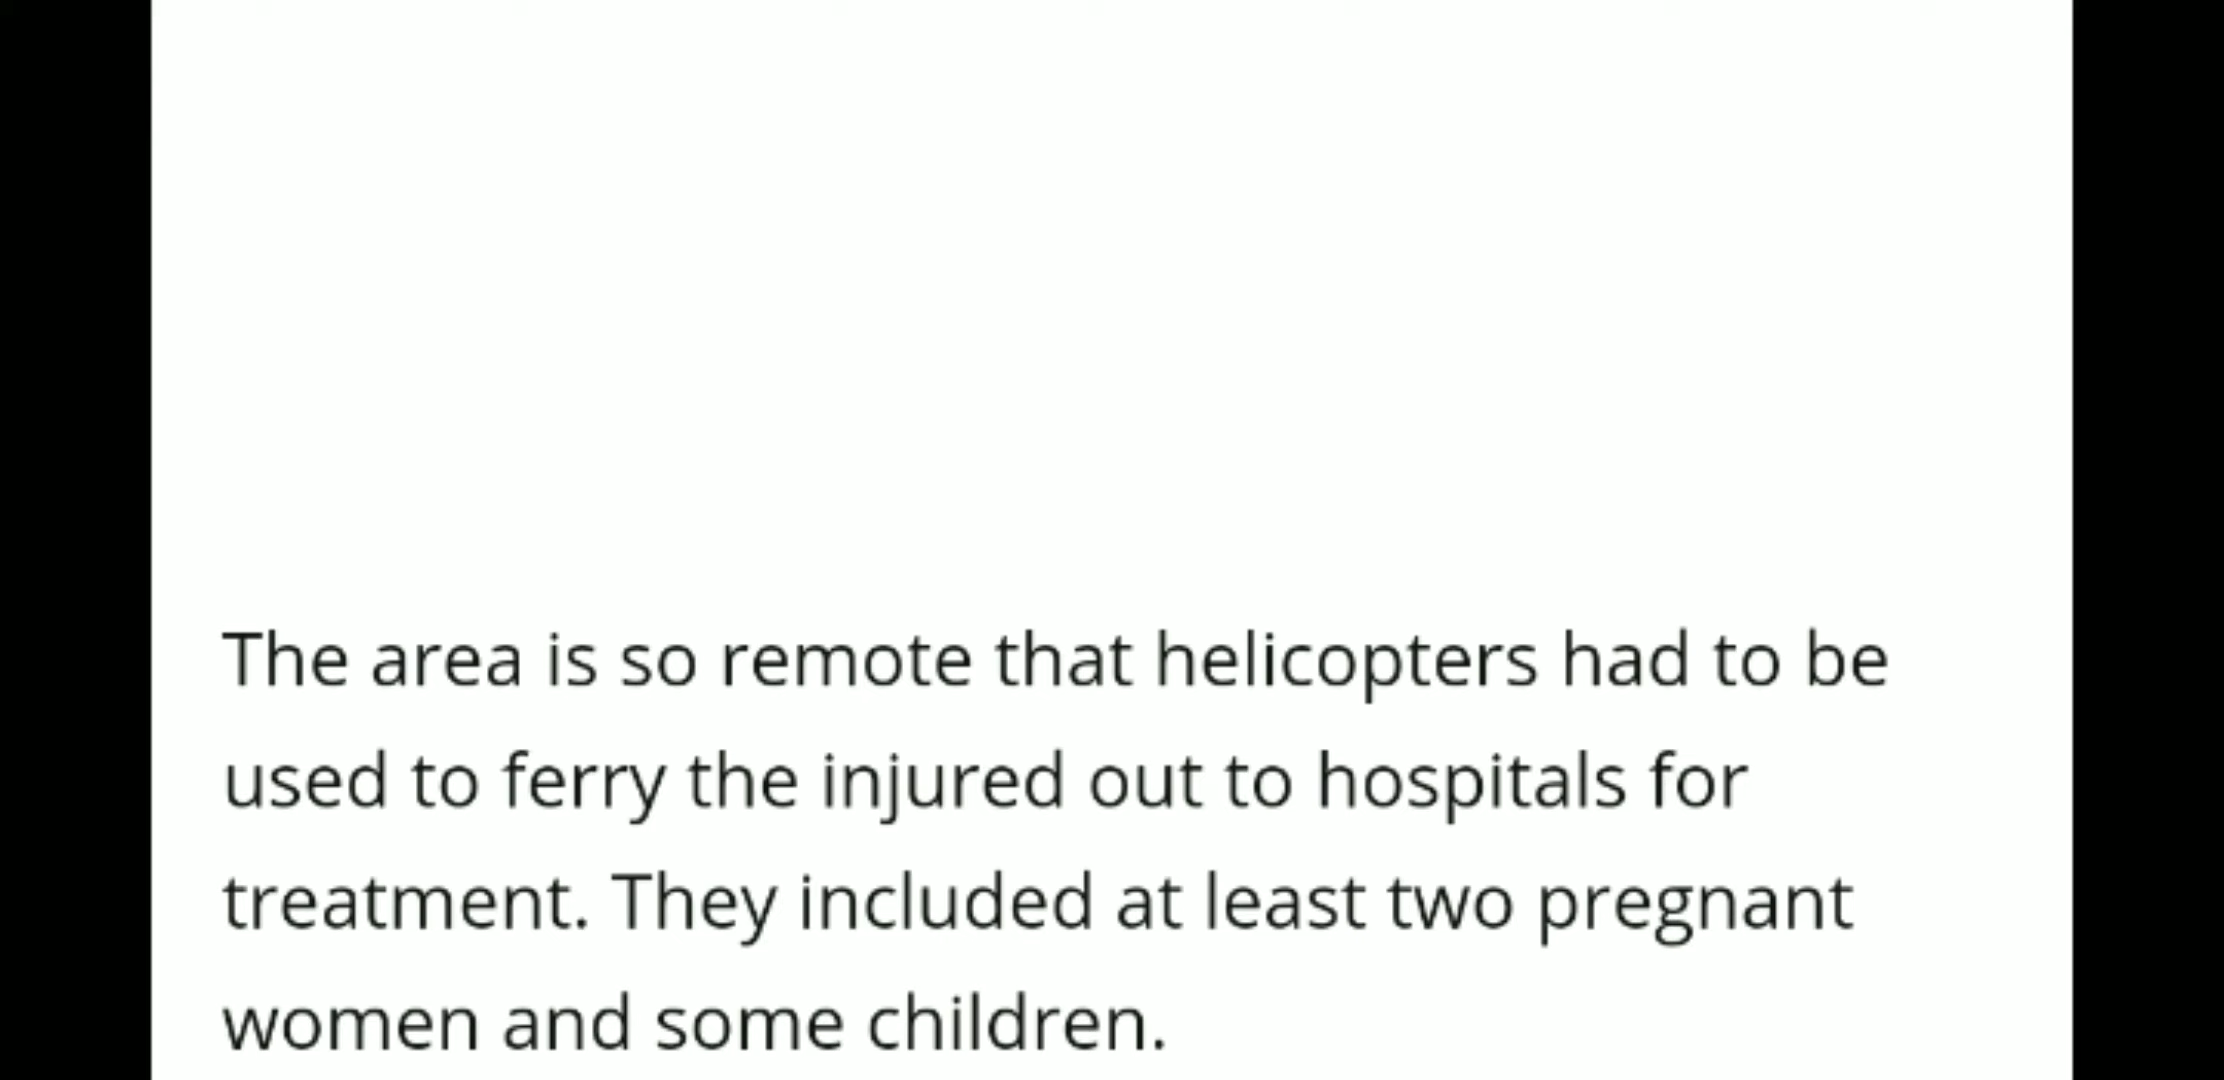 The area is so remote that helicopters had to be
used to ferry the injured out to hospitals for
treatment. They included at least two pregnant
women and some children.